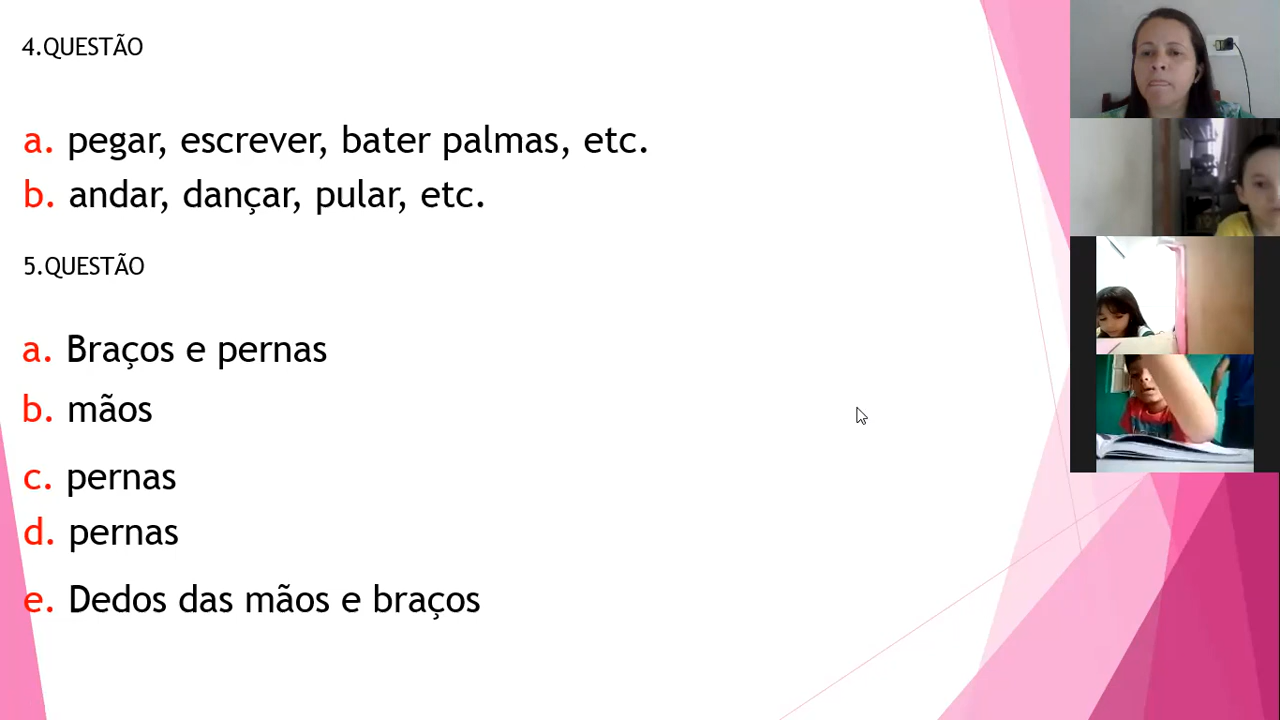 4.QUESTÃO
a. pegar, escrever, bater palmas, etc.
b. andar, dançar, pular, etc.
5.QUESTÃO
a. Braços e pernas
b. mãos
c. pernas
d. pernas
e. Dedos das mãos e braços